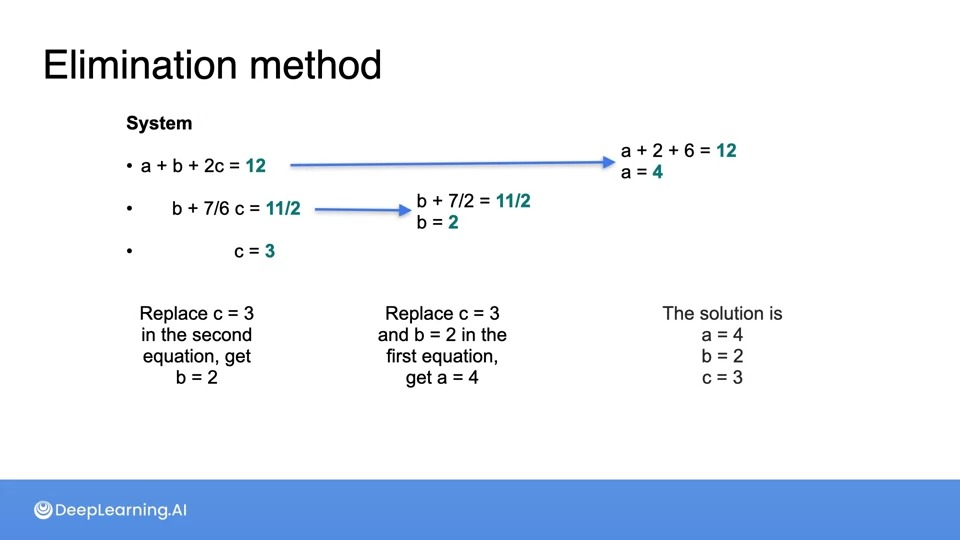 Elimination method
System
• a + b + 2c = 12
a + 2 + 6 = 12
a = 4
• b + 7/6 c = 11/2
b + 7/2 = 11/2
b = 2
• c = 3
Replace c = 3
in the second
equation, get
b = 2
Replace c = 3
and b = 2 in the
first equation,
get a = 4
The solution is
a = 4
b = 2
c = 3
DeepLearning.AI